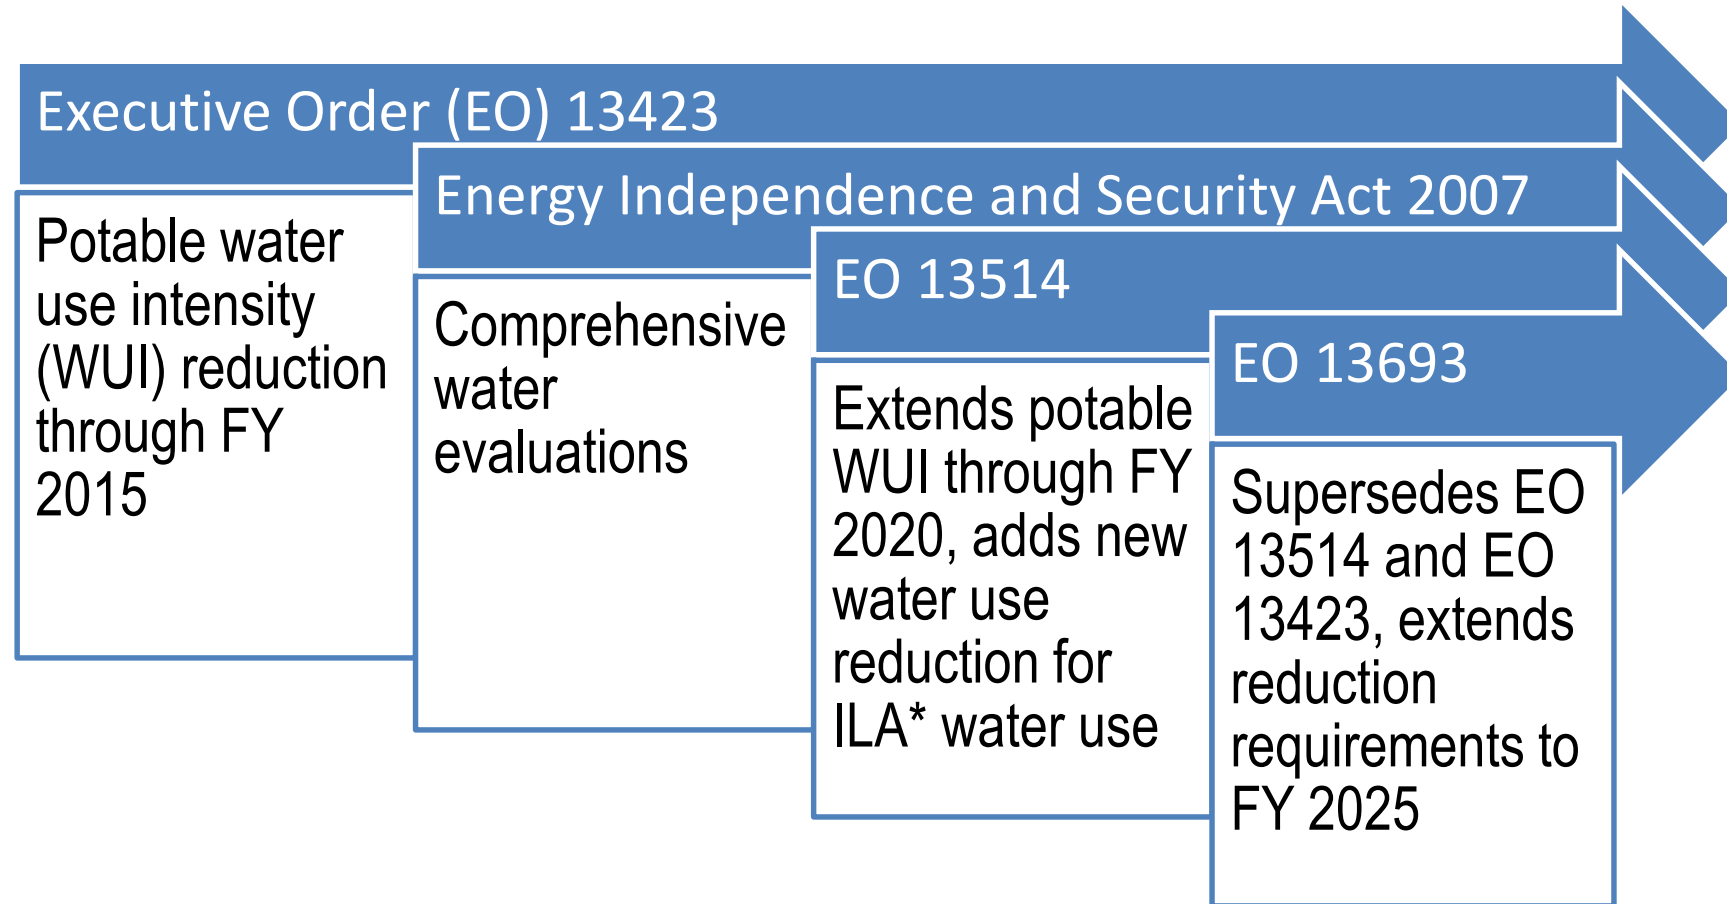 Executive Order (EO) 13423
Potable water
use intensity
(WUI) reduction
through FY
2015
Energy Independence and Security Act 2007
Comprehensive
water
evaluations
EO 13514
Extends potable
WUI through FY
2020, adds new
water use
reduction for
ILA* water use
EO 13693
Supersedes EO
13514 and EO
13423, extends
reduction
requirements to
FY 2025